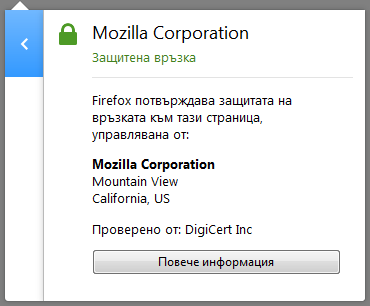 Mozilla Corporation
Защитена връзка
Firefox потвърждава защитата на
връзката към тази страница,
управлявана от:
Mozilla Corporation
Mountain View
California, US
Проверено от: DigiCert Inc
Повече информация